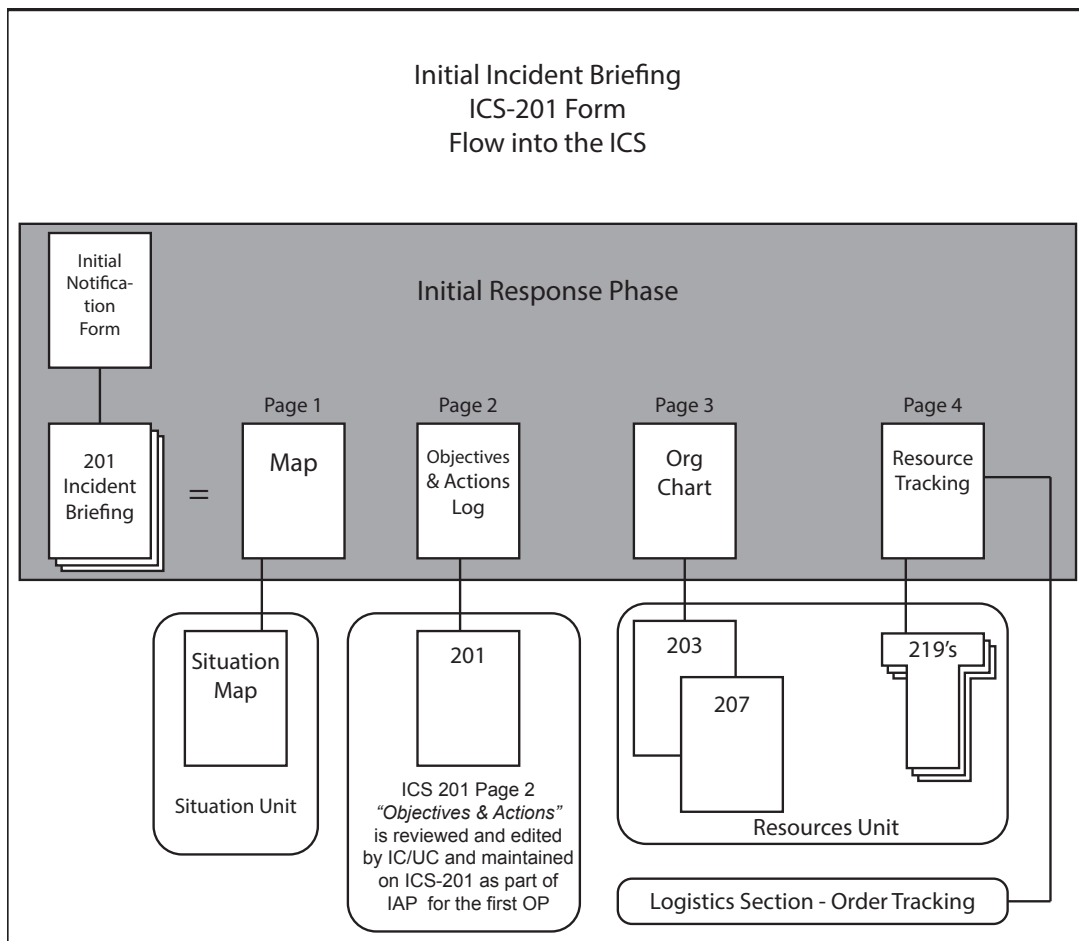 Initial Incident Briefing
ICS-201 Form
Flow into the ICS
Initial
Notifica-
tion
Form
Initial Response Phase
Page 1
Page 2
Page 3
Page 4
201
Incident
Briefing
=
Map
Objectives
& Actions
Log
Org
Chart
Resource
Tracking
Situation
Map
Situation Unit
201
ICS 201 Page 2
“Objectives & Actions”
is reviewed and edited
by IC/UC and maintained
on ICS-201 as part of
IAP for the first OP
203
207
219's
Resources Unit
Logistics Section - Order Tracking